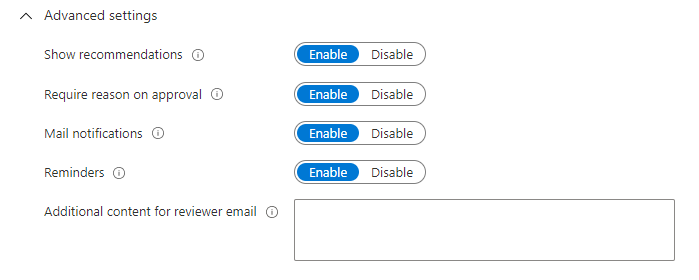 Advanced settings
Show recommendations Enable Disable
Require reason on approval Enable Disable
Mail notifications Enable Disable
Reminders Enable Disable
Additional content for reviewer email